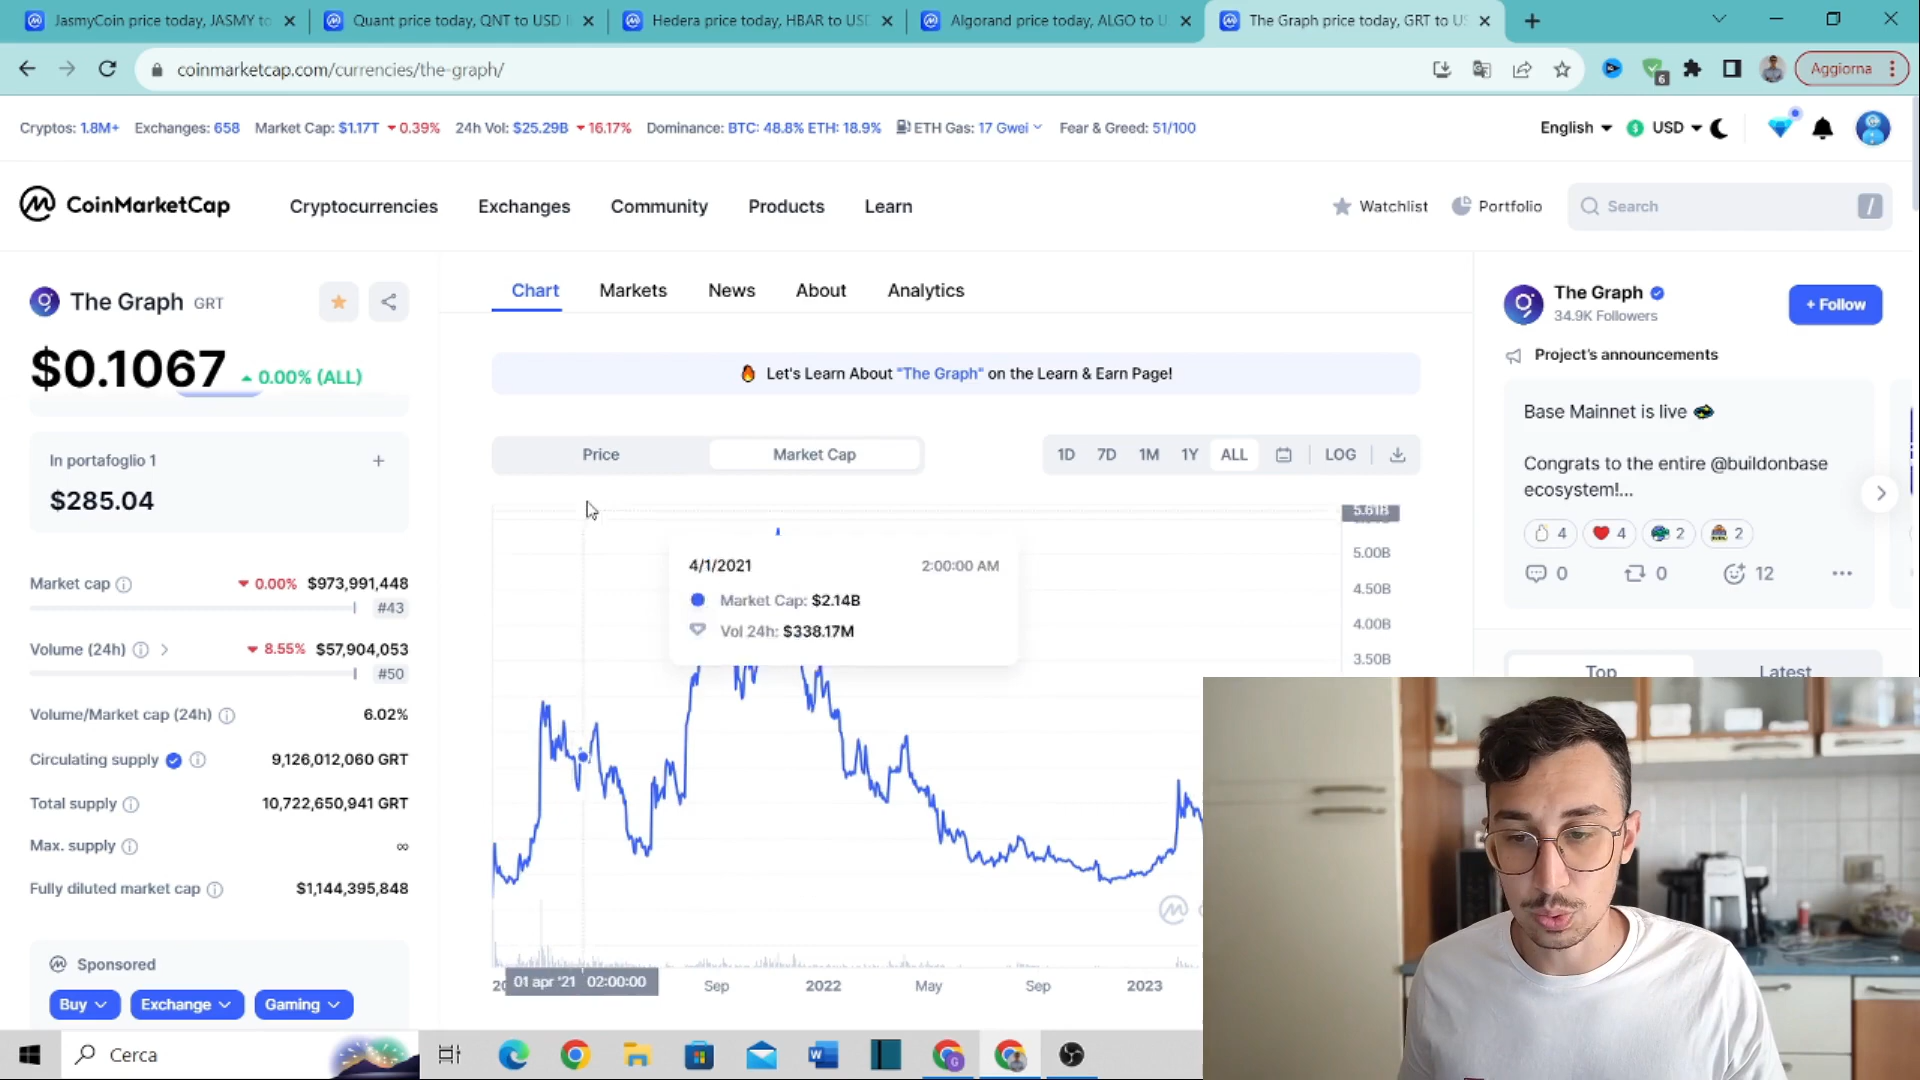 JasmyCoin price today, JASMY to
Quant price today, QNT to USD li
Hedera price today, HBAR to USD
Algorand price today, ALGO to U
The Graph price today, GRT to US
coinmarketcap.com/currencies/the-graph/
6
Aggiorna
Cryptos: 1.8M+ Exchanges: 658 Market Cap: $1.17T 0.39% 24h Vol: $25.29B 16.17% Dominance: BTC: 48.8% ETH: 18.9% ETH Gas: 17 Gwei Fear & Greed: 51/100
English USD
CoinMarketCap
Cryptocurrencies Exchanges Community Products Learn
Watchlist Portfolio Search /
The Graph GRT
$0.1067 0.00% (ALL)
In portafoglio 1 +
$285.04
Market cap 0.00% $973,991,448
#43
Volume (24h) 8.55% $57,904,053
#50
Volume/Market cap (24h) 6.02%
Circulating supply 9,126,012,060 GRT
Total supply 10,722,650,941 GRT
Max. supply ∞
Fully diluted market cap $1,144,395,848
Sponsored
Buy Exchange Gaming
Chart Markets News About Analytics
Let's Learn About "The Graph" on the Learn & Earn Page!
Price Market Cap
1D 7D 1M 1Y ALL LOG
5.61B
5.00B
4.50B
4.00B
3.50B
4/1/2021 2:00:00 AM
Market Cap: $2.14B
Vol 24h: $338.17M
01 apr '21 02:00:00
Sep 2022 May Sep 2023
The Graph
34.9K Followers
+ Follow
Project's announcements
Base Mainnet is live
Congrats to the entire @buildonbase
ecosystem!...
4 4 2 2
0 0 12
Top Latest
Cerca